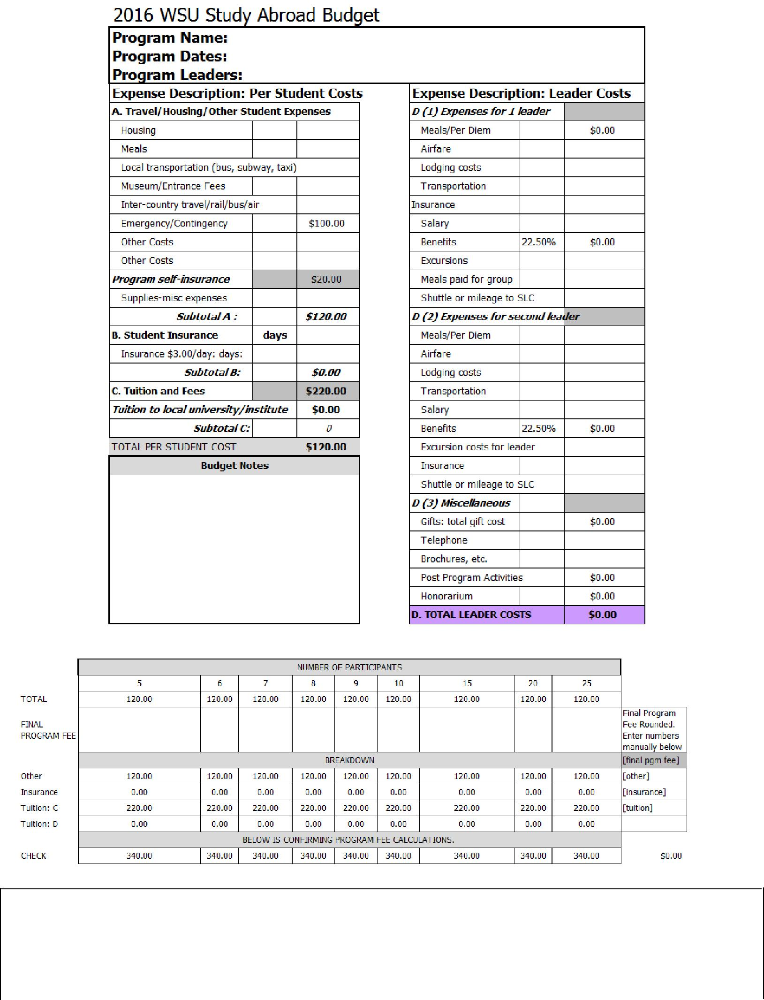 2016 WSU Study Abroad Budget
Program Name:
Program Dates:
Program Leaders:
Expense Description: Per Student Costs
A. Travel/Housing/Other Student Expenses
Housing
Meals
Local transportation (bus, subway, taxi)
Museum/Entrance Fees
Inter-country travel/rail/bus/air
Emergency/Contingency $100.00
Other Costs
Other Costs
Program self-insurance $20.00
Supplies-misc expenses
Subtotal A : $120.00
B. Student Insurance days
Insurance $3.00/day: days:
Subtotal B: $0.00
C. Tuition and Fees $220.00
Tuition to local university/institute $0.00
Subtotal C: 0
TOTAL PER STUDENT COST $120.00
Budget Notes
Expense Description: Leader Costs
D (1) Expenses for 1 leader
Meals/Per Diem $0.00
Airfare
Lodging costs
Transportation
Insurance
Salary
Benefits 22.50% $0.00
Excursions
Meals paid for group
Shuttle or mileage to SLC
D (2) Expenses for second leader
Meals/Per Diem
Airfare
Lodging costs
Transportation
Salary
Benefits 22.50% $0.00
Excursion costs for leader
Insurance
Shuttle or mileage to SLC
D (3) Miscellaneous
Gifts: total gift cost $0.00
Telephone
Brochures, etc.
Post Program Activities $0.00
Honorarium $0.00
D. TOTAL LEADER COSTS $0.00
NUMBER OF PARTICIPANTS
5 6 7 8 9 10 15 20 25
TOTAL 120.00 120.00 120.00 120.00 120.00 120.00 120.00 120.00 120.00
FINAL
PROGRAM FEE
Final Program
Fee Rounded.
Enter numbers
manually below
BREAKDOWN [final pgm fee]
Other 120.00 120.00 120.00 120.00 120.00 120.00 120.00 120.00 120.00 [other]
Insurance 0.00 0.00 0.00 0.00 0.00 0.00 0.00 0.00 0.00 [insurance]
Tuition: C 220.00 220.00 220.00 220.00 220.00 220.00 220.00 220.00 220.00 [tuition]
Tuition: D 0.00 0.00 0.00 0.00 0.00 0.00 0.00 0.00 0.00
BELOW IS CONFIRMING PROGRAM FEE CALCULATIONS.
CHECK 340.00 340.00 340.00 340.00 340.00 340.00 340.00 340.00 340.00 $0.00